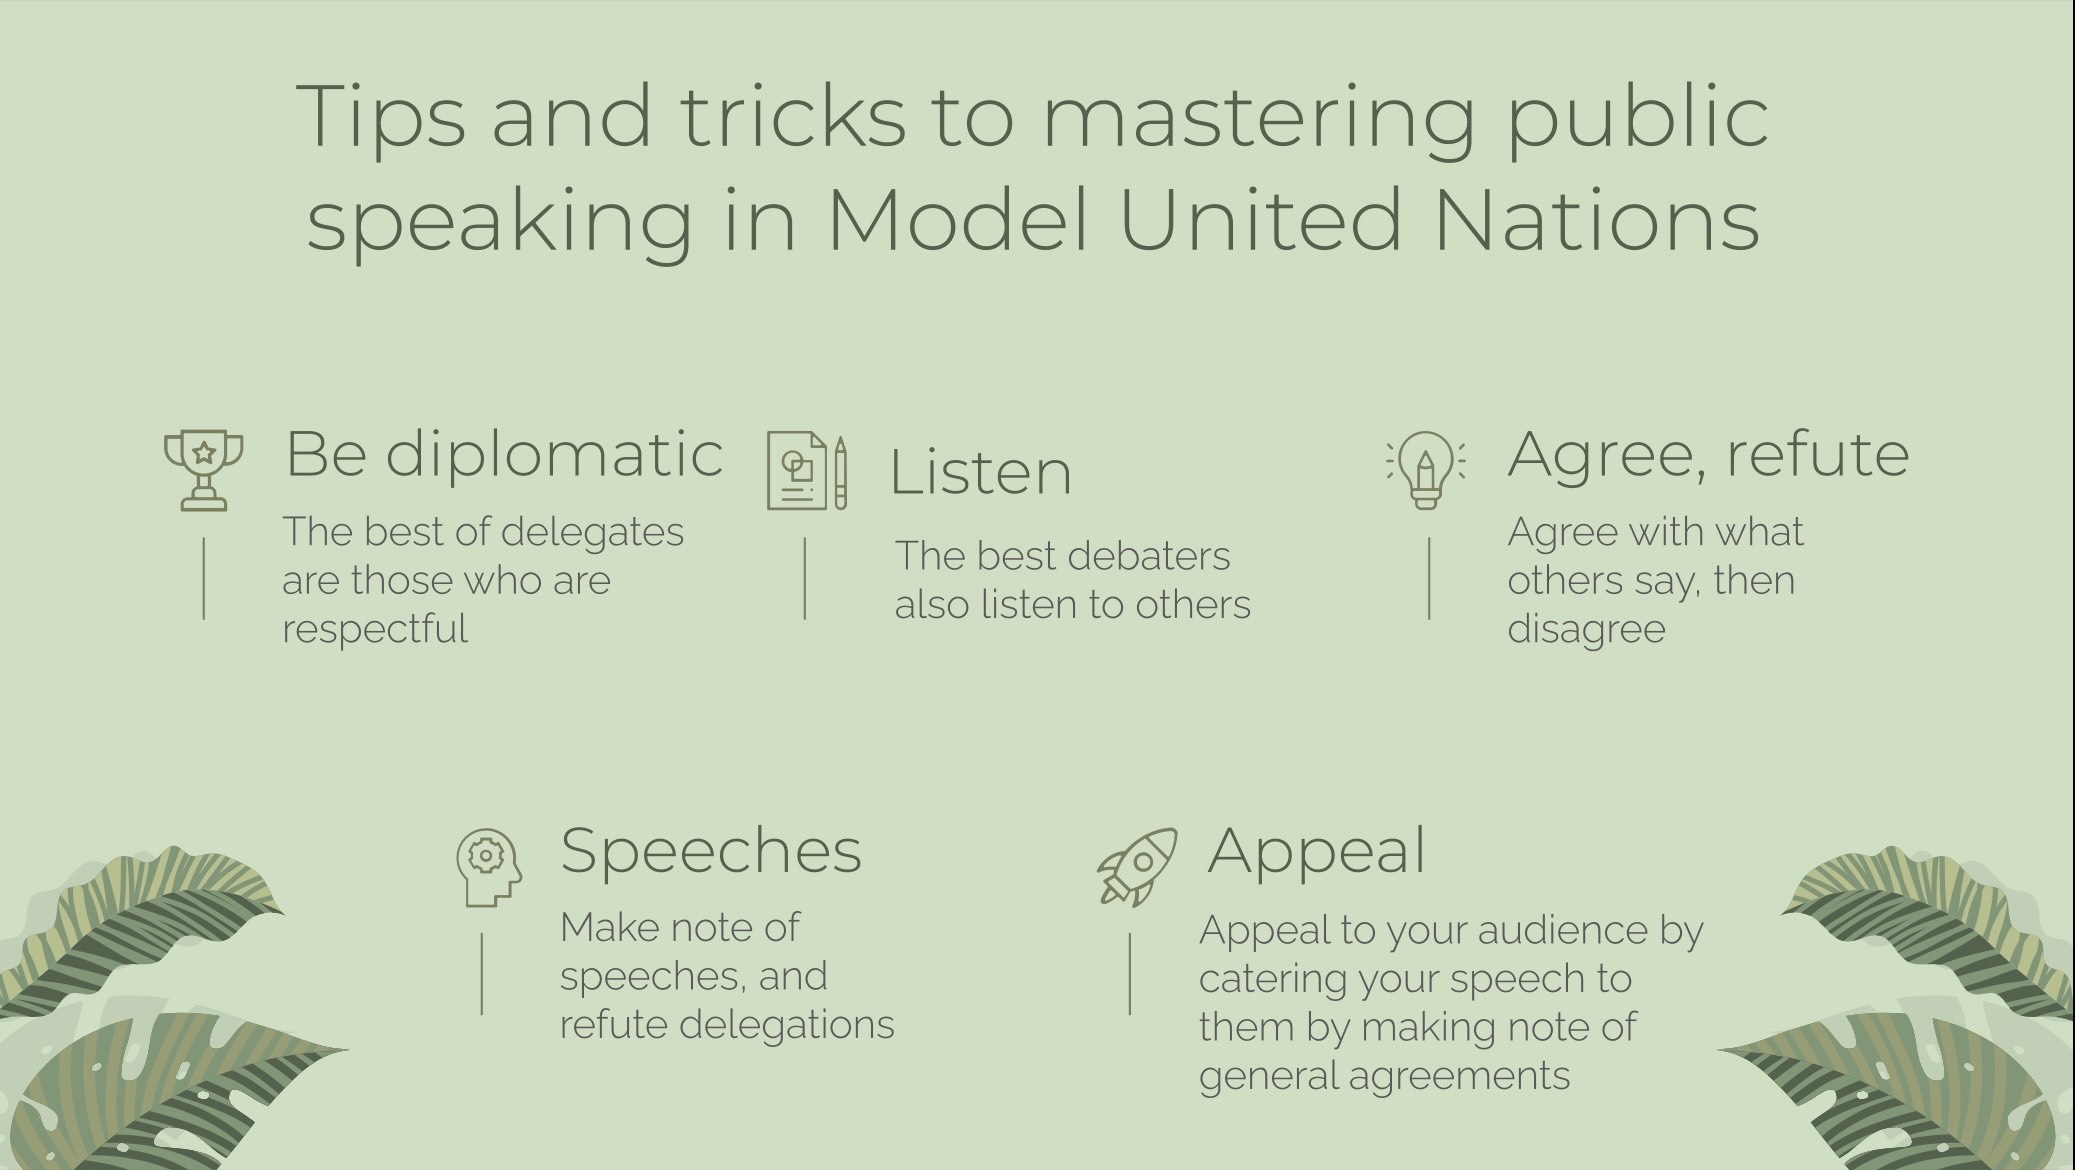 Tips and tricks to mastering public
speaking in Model United Nations
Be diplomatic
The best of delegates
are those who are
respectful
Listen
The best debaters
also listen to others
Agree, refute
Agree with what
others say, then
disagree
Speeches
Make note of
speeches, and
refute delegations
Appeal
Appeal to your audience by
catering your speech to
them by making note of
general agreements